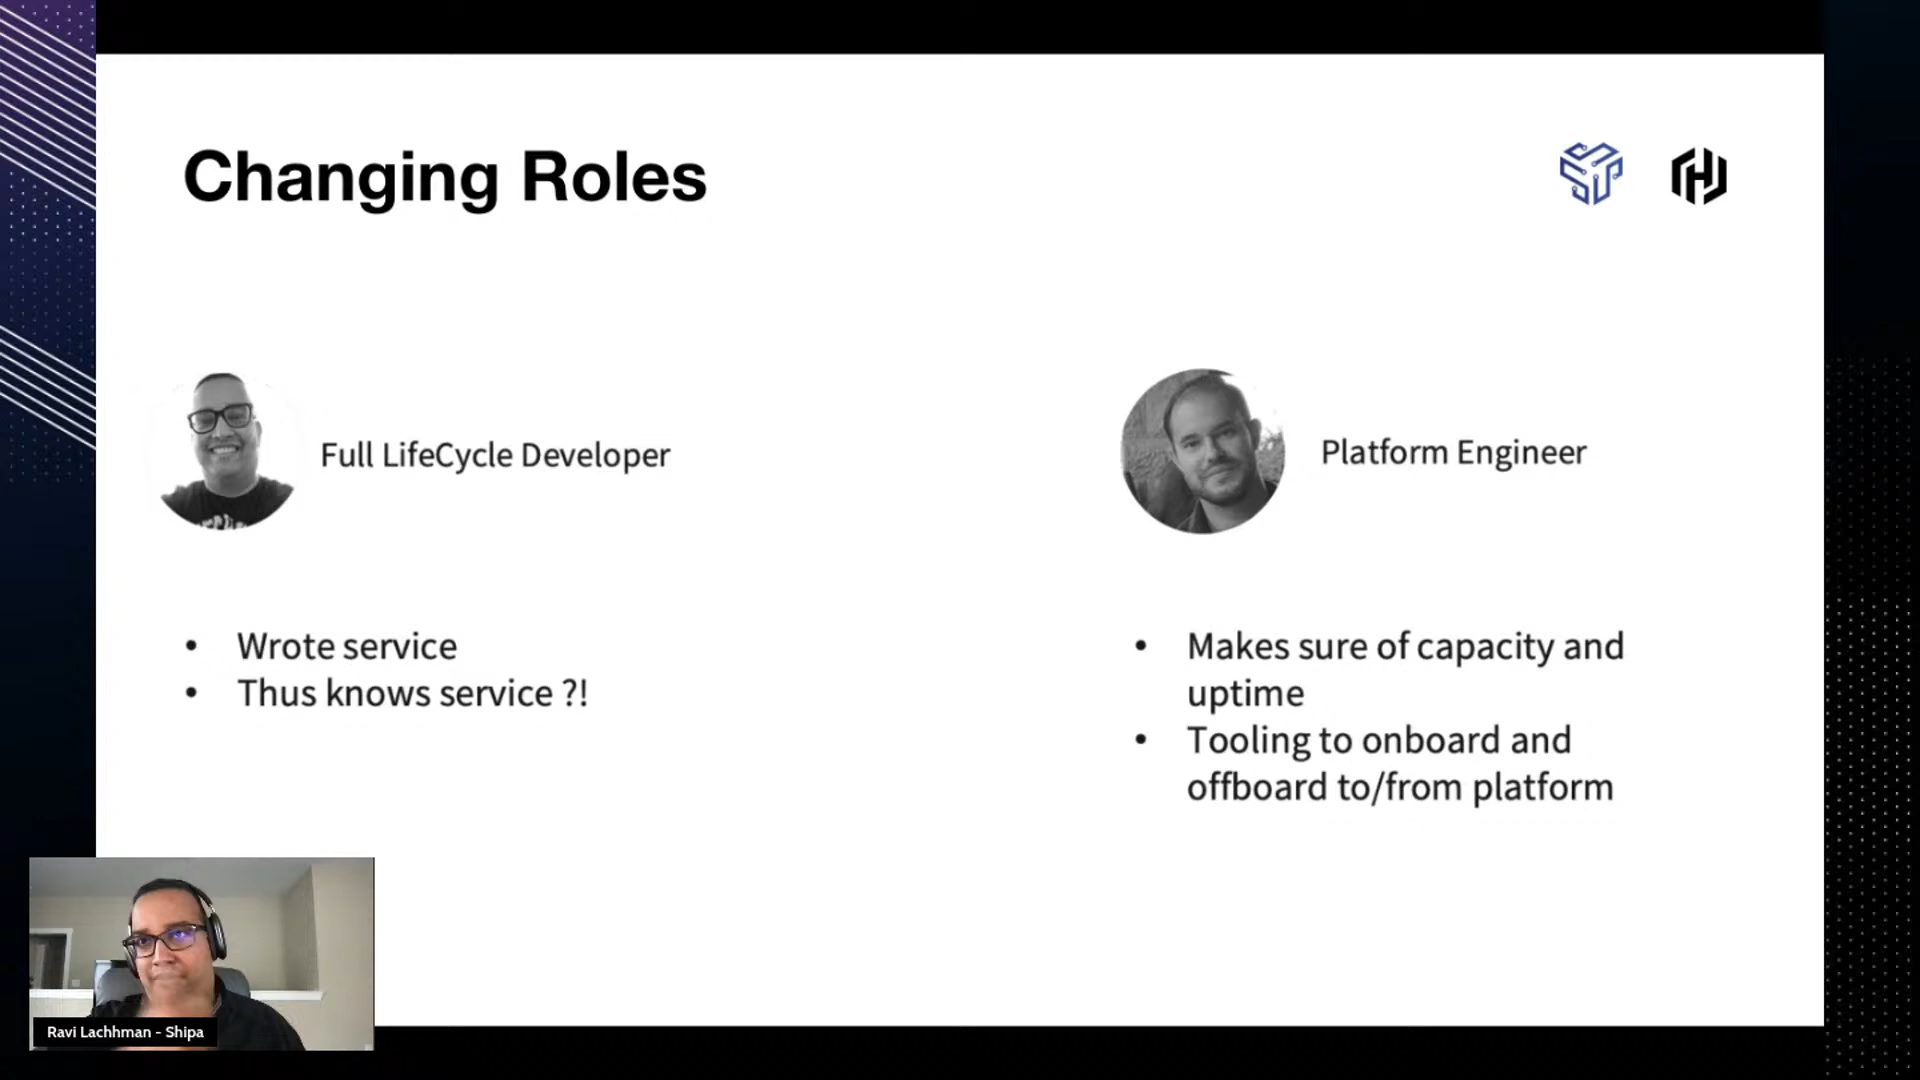 Changing Roles
Full LifeCycle Developer
Platform Engineer
• Wrote service
• Thus knows service ?!
• Makes sure of capacity and
uptime
• Tooling to onboard and
offboard to/from platform
Ravi Lachhman - Shipa